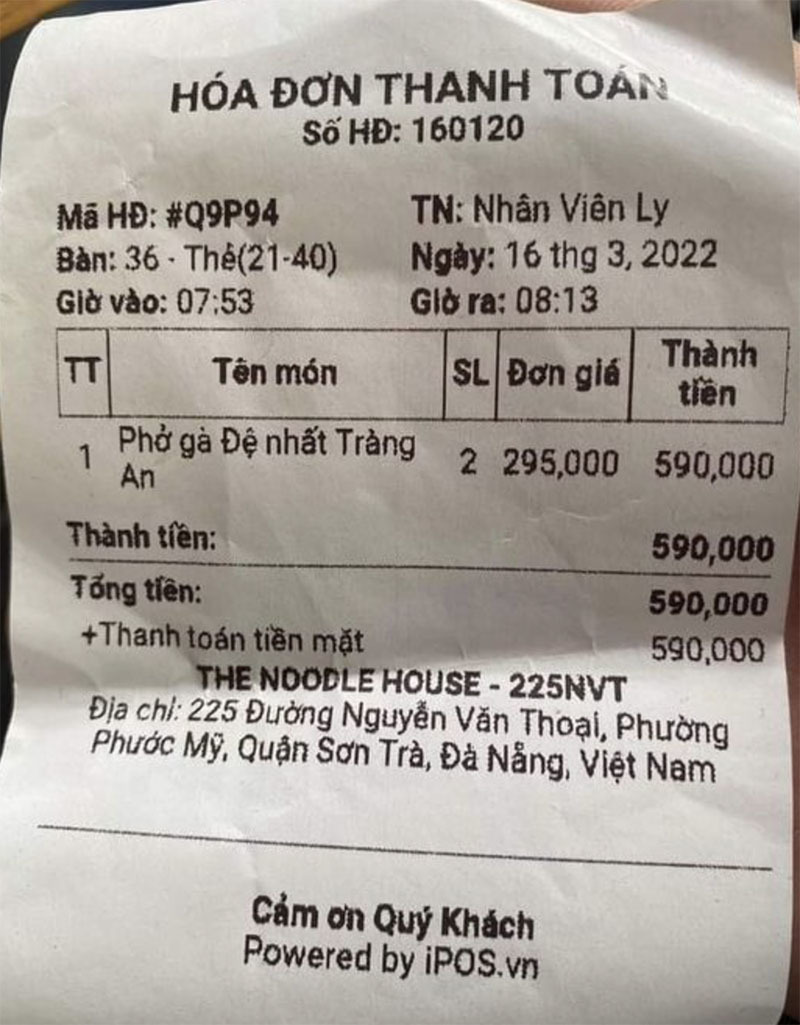 HÓA ĐƠN THANH TOÁN
Số HĐ: 160120
Mã HĐ: #Q9P94 TN: Nhân Viên Ly
Bàn: 36 - Thẻ(21-40) Ngày: 16 thg 3, 2022
Giờ vào: 07:53 Giờ ra: 08:13
TT Tên món SL Đơn giá Thành tiền
1 Phở gà Đệ nhất Tràng An 2 295,000 590,000
Thành tiền: 590,000
Tổng tiền: 590,000
+Thanh toán tiền mặt 590,000
THE NOODLE HOUSE - 225NVT
Địa chỉ: 225 Đường Nguyễn Văn Thoại, Phường
Phước Mỹ, Quận Sơn Trà, Đà Nẵng, Việt Nam
Cảm ơn Quý Khách
Powered by iPOS.vn